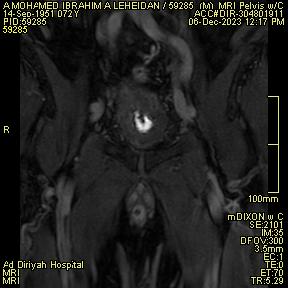 A MOHAMED IBRAHIM A LEHEIDAN / 59285 (M) MRI Pelvis w/C
14-Sep-1951 072Y
ACC#DIR-304801911
PID:59285
06-Dec-2023 12:17 PM
59285
R
100mm
mDIXON w C
SE:2101
IM:35
DFOV:300
3.5mm
Ad Diriyah Hospital
EC:1
MRI
TE:0
MRI
ET:70
TR:5.29